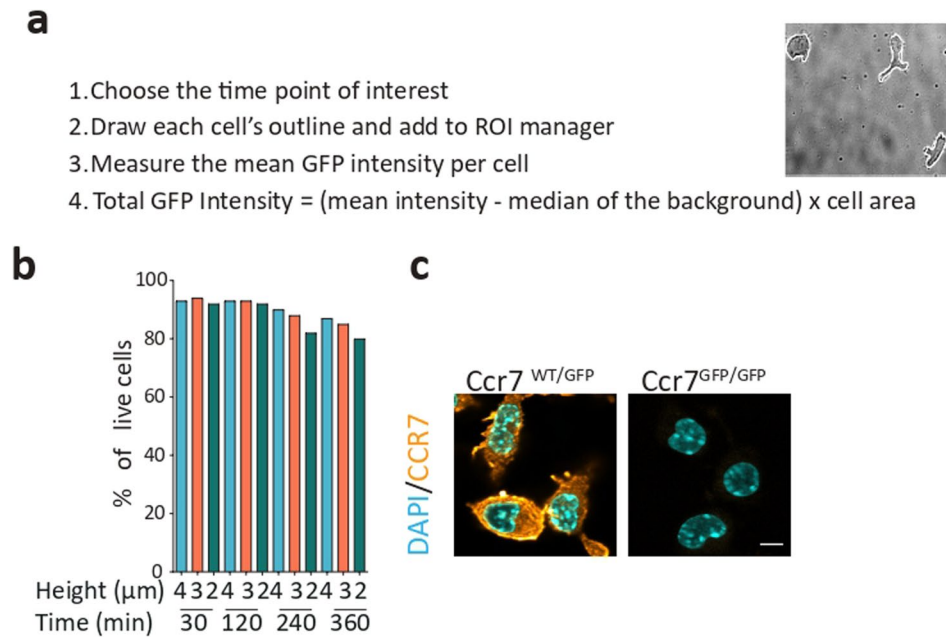 a
1.Choose the time point of interest
2.Draw each cell's outline and add to ROI manager
3.Measure the mean GFP intensity per cell
4. Total GFP Intensity = (mean intensity - median of the background) x cell area
b
% of live cells
100
80
60
40
20
0
Height (μm) 4 3 2 4 3 2 4 3 2 4 3 2
Time (min) 30 120 240 360
c
DAPI/CCR7
Ccr7 WT/GFP
Ccr7 GFP/GFP